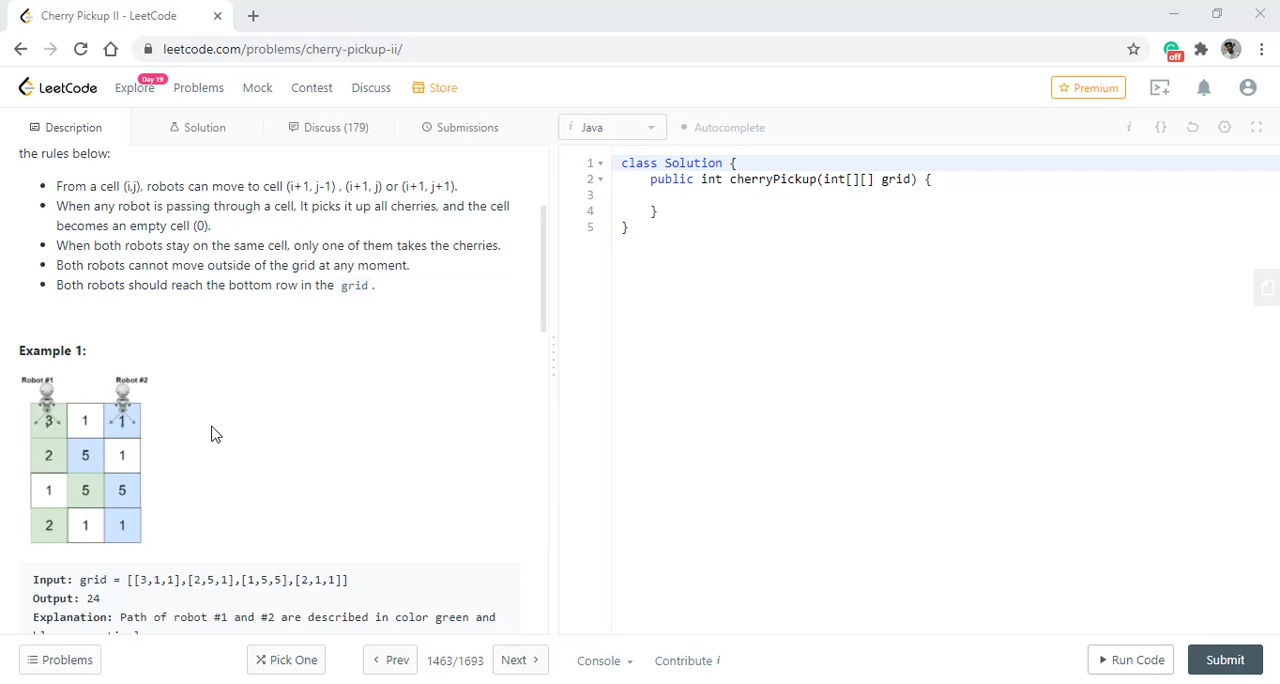 Cherry Pickup II - LeetCode
leetcode.com/problems/cherry-pickup-ii/
off
LeetCode
Explore
Day 19
Problems
Mock
Contest
Discuss
Store
Premium
Description
Solution
Discuss (179)
Submissions
i Java
Autocomplete
the rules below:
From a cell (i,j), robots can move to cell (i+1, j-1) , (i+1, j) or (i+1, j+1).
When any robot is passing through a cell, It picks it up all cherries, and the cell
becomes an empty cell (0).
When both robots stay on the same cell, only one of them takes the cherries.
Both robots cannot move outside of the grid at any moment.
Both robots should reach the bottom row in the grid .
Example 1:
Robot #1 Robot #2
3 1 1
2 5 1
1 5 5
2 1 1
Input: grid = [[3,1,1],[2,5,1],[1,5,5],[2,1,1]]
Output: 24
Explanation: Path of robot #1 and #2 are described in color green and
1 class Solution {
2 public int cherryPickup(int[][] grid) {
3
4 }
5 }
Problems
Pick One
Prev
1463/1693
Next
Console
Contribute i
Run Code
Submit